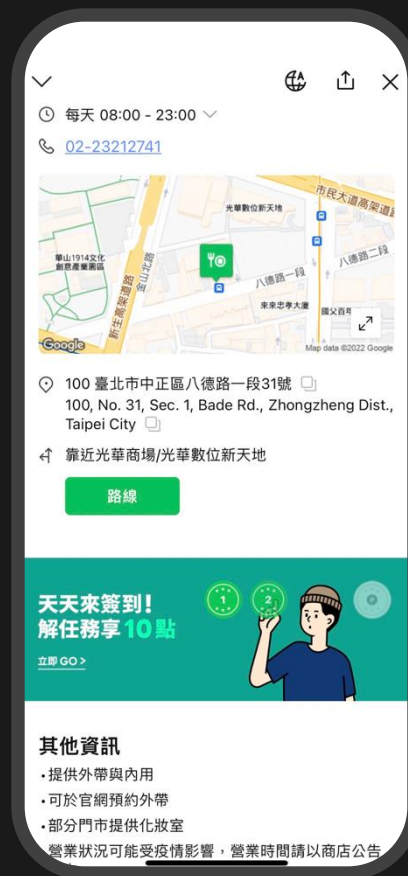 每天 08:00 - 23:00
02-23212741
市民大道高架道路
光華數位新天地
華山1914文化
創意產業園區
金山北路
八德路二段
八德路一段
新生高架道路
來來忠孝大廈
國父百年
Google
Map data ©2022 Google
100 臺北市中正區八德路一段31號
100, No. 31, Sec. 1, Bade Rd., Zhongzheng Dist.,
Taipei City
靠近光華商場/光華數位新天地
路線
天天來簽到!
解任務享10點
立即 GO >
1
2
P
其他資訊
•提供外帶與內用
•可於官網預約外帶
•部分門市提供化妝室
•營業狀況可能受疫情影響，營業時間請以商店公告